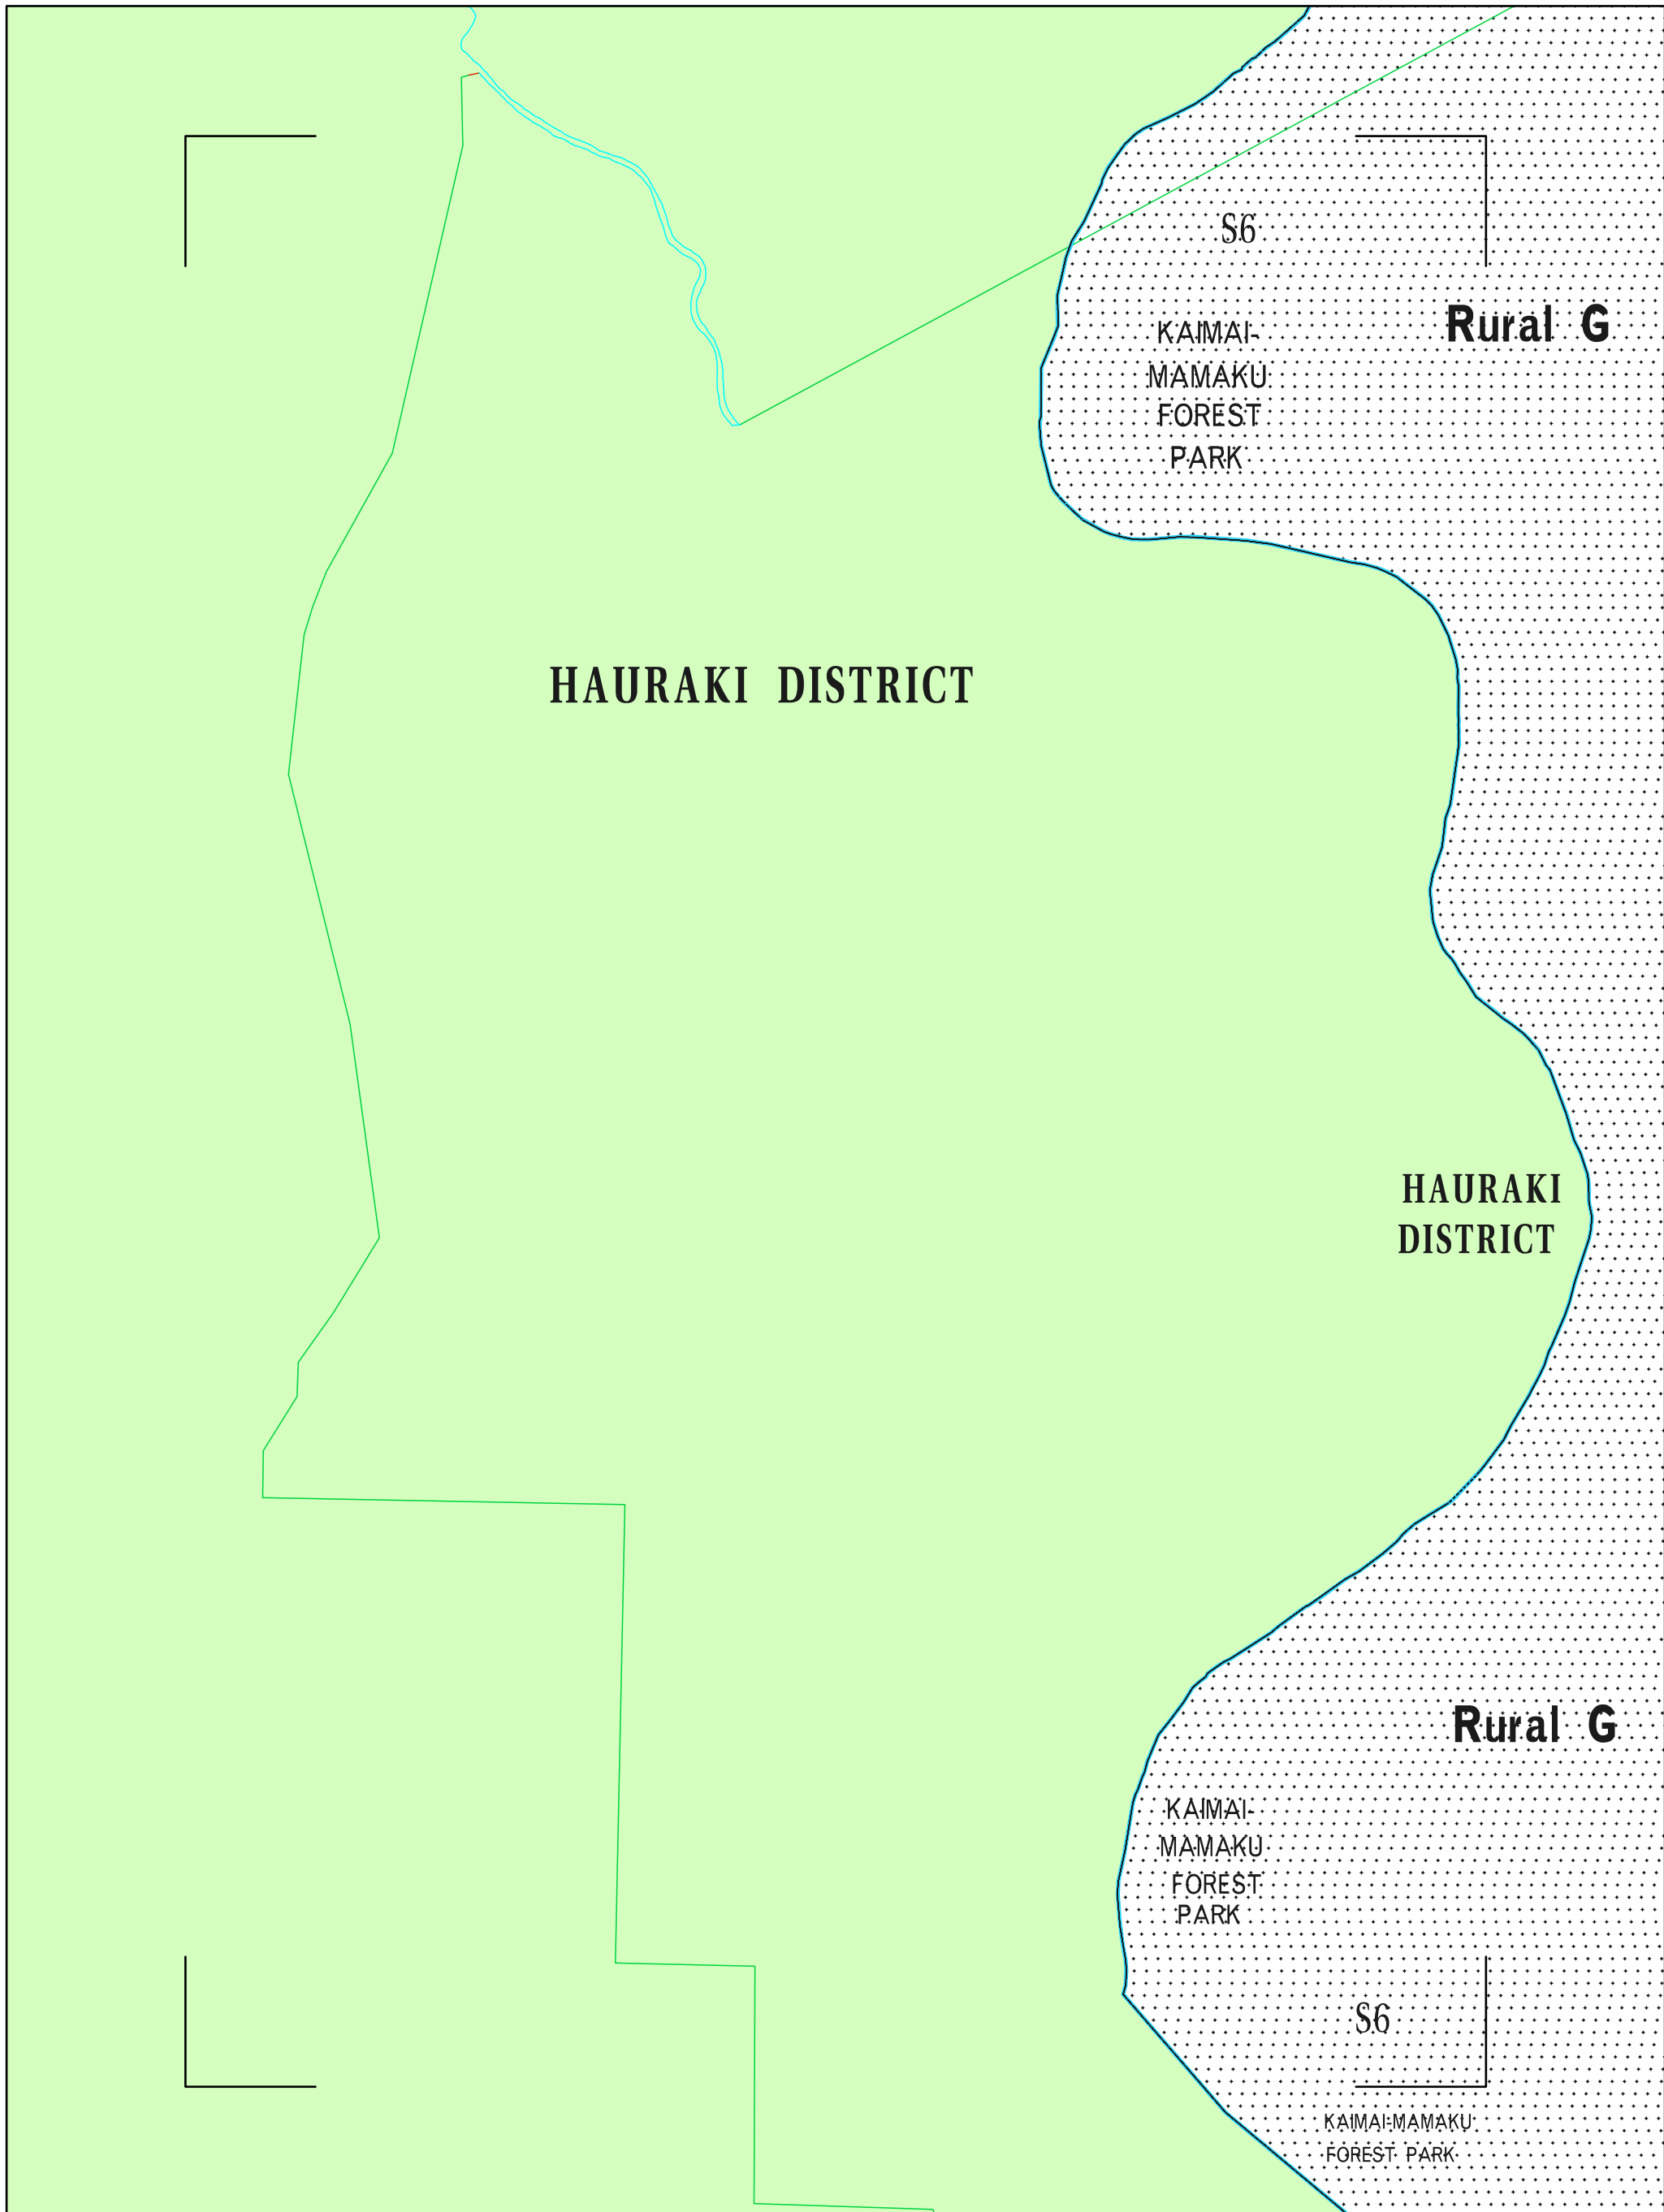 S6
Rural G
KAIMAI-
MAMAKU
FOREST
PARK
HAURAKI DISTRICT
HAURAKI
DISTRICT
Rural G
KAIMAI-
MAMAKU
FOREST
PARK
S6
KAIMAI-MAMAKU
FOREST PARK